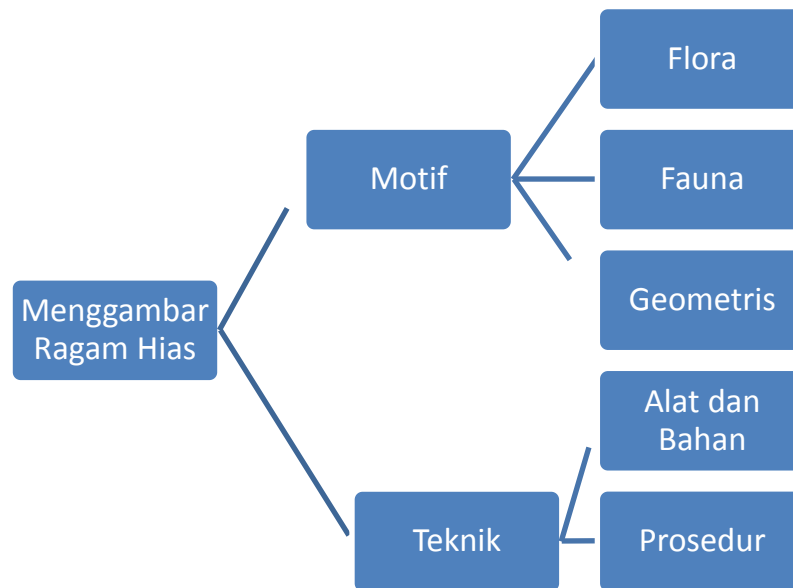 Menggambar
Ragam Hias
Motif
Flora
Fauna
Geometris
Teknik
Alat dan
Bahan
Prosedur